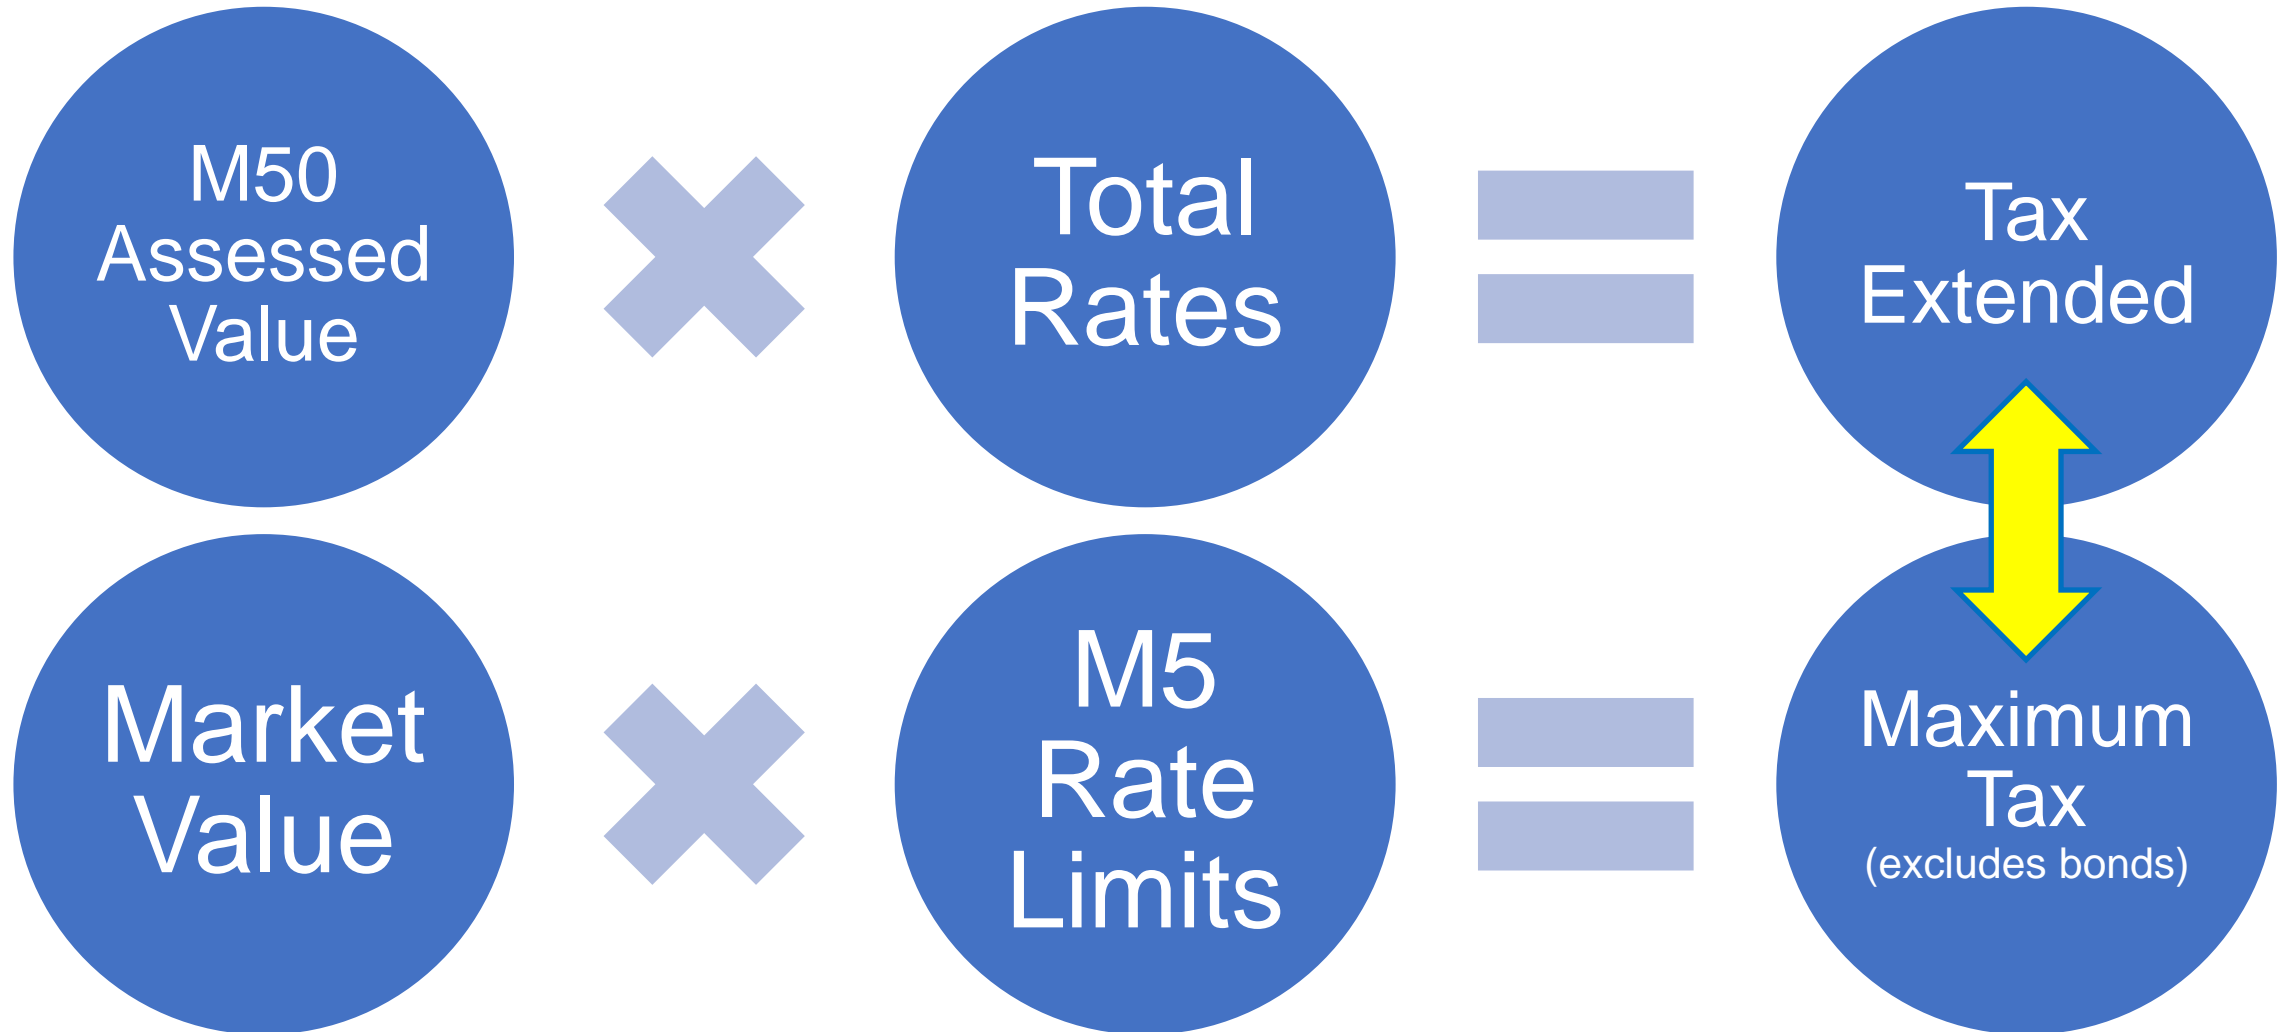 M50
Assessed
Value
Total
Rates
Tax
Extended
Market
Value
M5
Rate
Limits
Maximum
Tax
(excludes bonds)